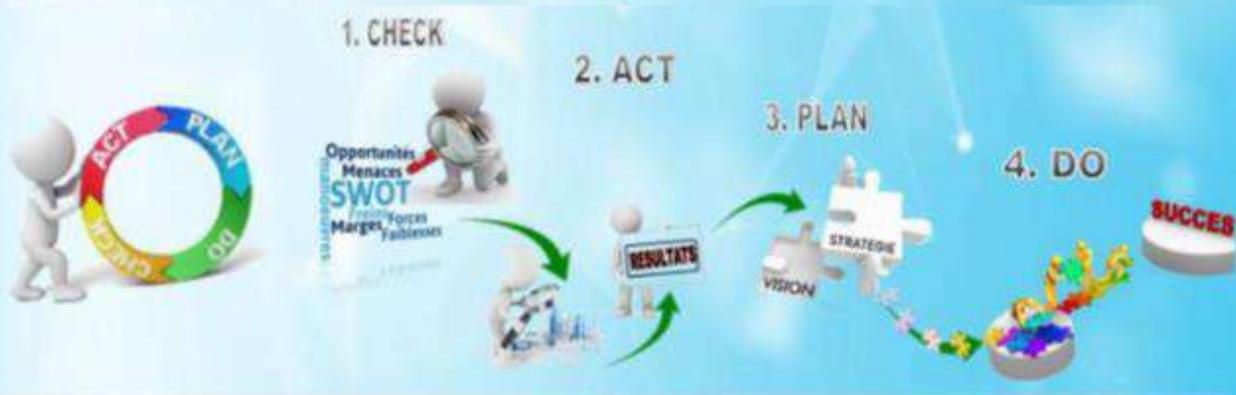 ACT
PLAN
DO
CHECK
1. CHECK
Opportunités
Menaces
SWOT
Freins
Marges Forces
Faiblesses
2. ACT
RESULTATS
3. PLAN
STRATEGIE
VISION
4. DO
SUCCES